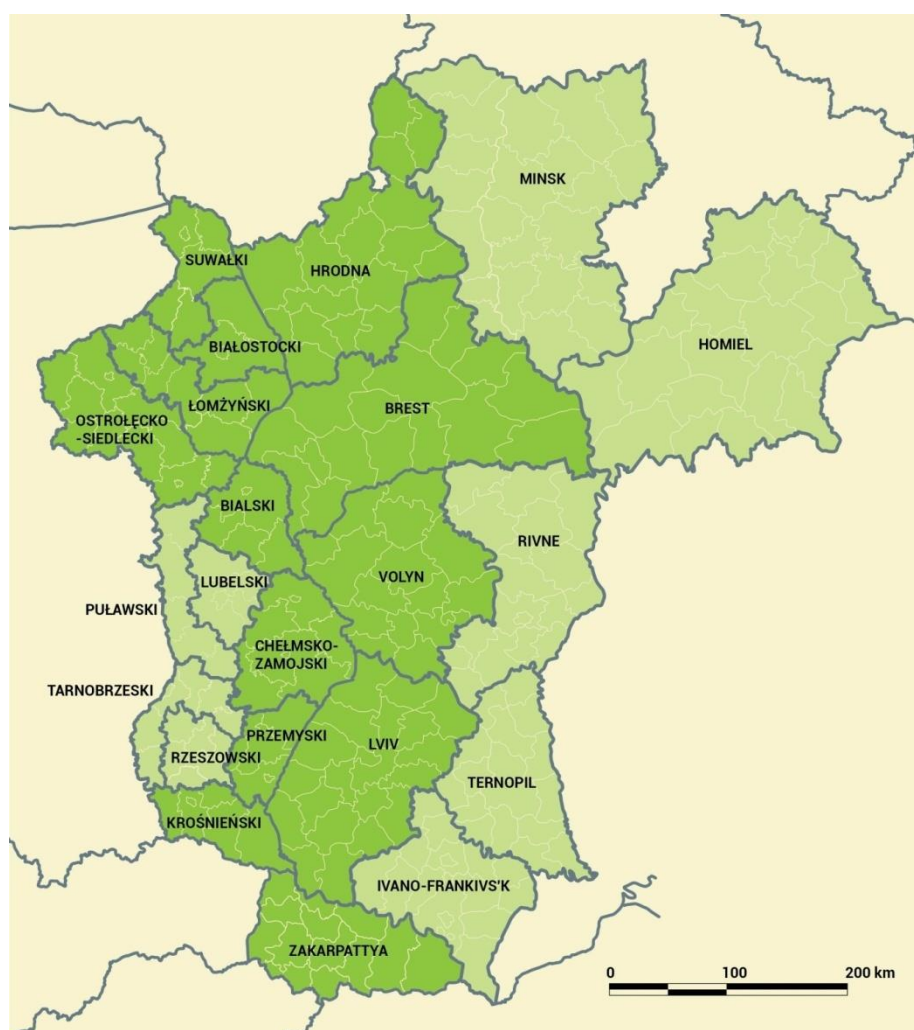 MINSK
SUWAŁKI
HRODNA
HOMIEL
BIAŁOSTOCKI
ŁOMŻYŃSKI
BREST
OSTROŁĘCKO
-SIEDLECKI
BIALSKI
RIVNE
LUBELSKI
VOLYN
PUŁAWSKI
CHEŁMSKO-
ZAMOJSKI
TARNOBRZESKI
PRZEMYSKI
LVIV
RZESZOWSKI
TERNOPIL
KROŚNIEŃSKI
IVANO-FRANKIVS'K
ZAKARPATTYA
0 100 200 km